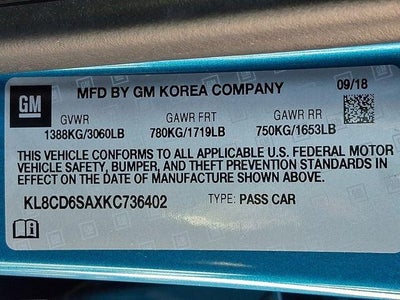 MFD BY GM KOREA COMPANY 09/18
GM GVWR GAWR FRT GAWR RR
1388KG/3060LB 780KG/1719LB 750KG/1653LB
THIS VEHICLE CONFORMS TO ALL APPLICABLE U.S. FEDERAL MOTOR
VEHICLE SAFETY, BUMPER, AND THEFT PREVENTION STANDARDS IN
EFFECT ON THE DATE OF MANUFACTURE SHOWN ABOVE.
KL8CD6SAXKC736402 TYPE: PASS CAR